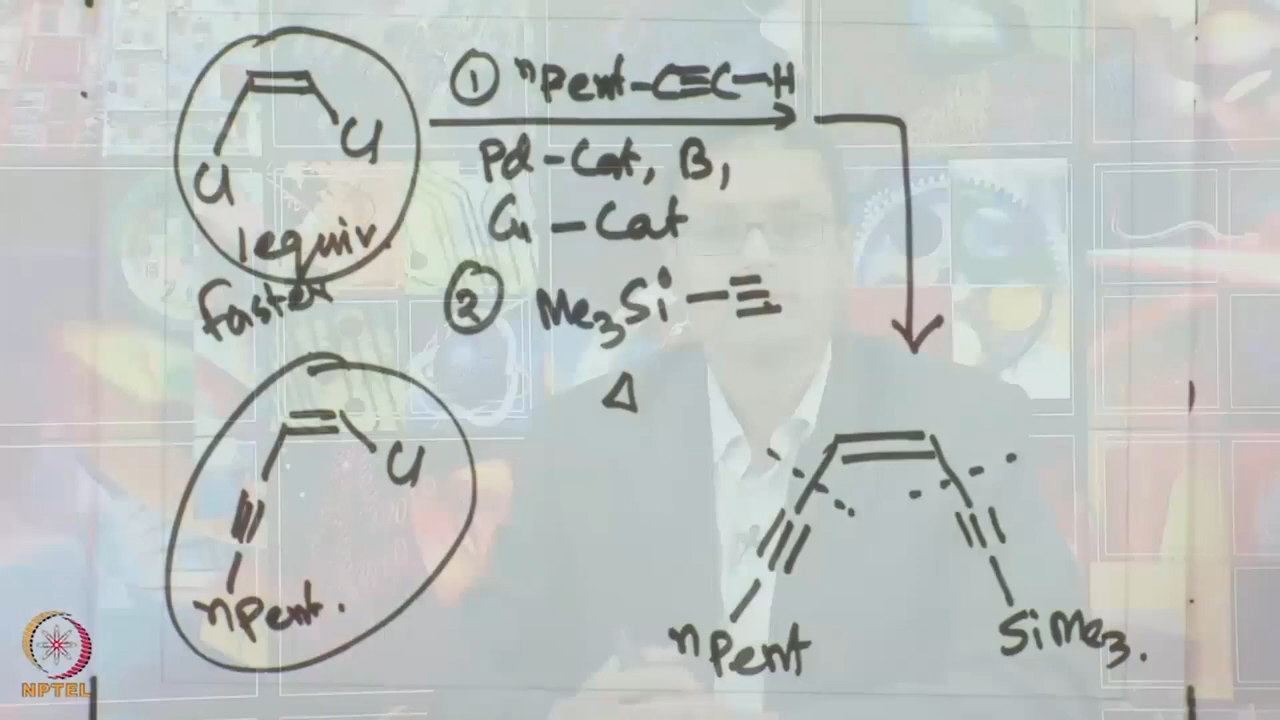 ① nPent-C≡C-H
Cl
Cl
Pd-Cat, B,
Cu-Cat
1equiv.
faster
② Me3Si-≡
Δ
Cl
nPent.
nPent
SiMe3.
NPTEL